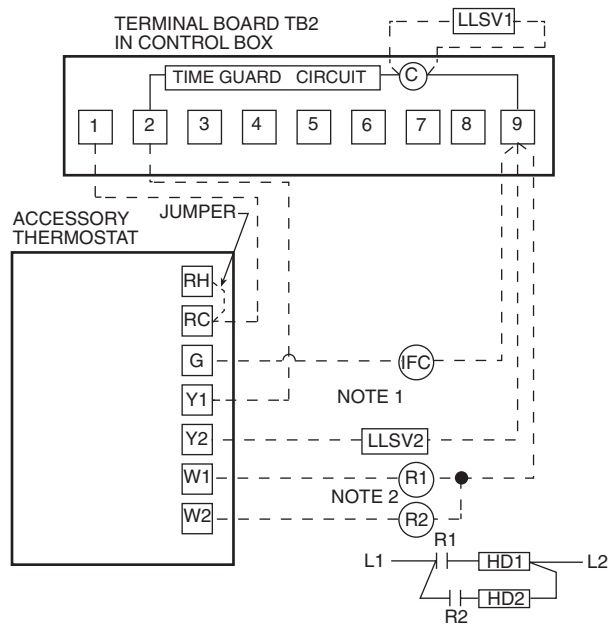 TERMINAL BOARD TB2
IN CONTROL BOX
LLSV1
TIME GUARD CIRCUIT
C
1 2 3 4 5 6 7 8 9
ACCESSORY
THERMOSTAT
JUMPER
RH
RC
G
IFC
Y1
NOTE 1
Y2
LLSV2
W1
R1
NOTE 2
W2
R2
R1
L1
HD1
L2
HD2
R2